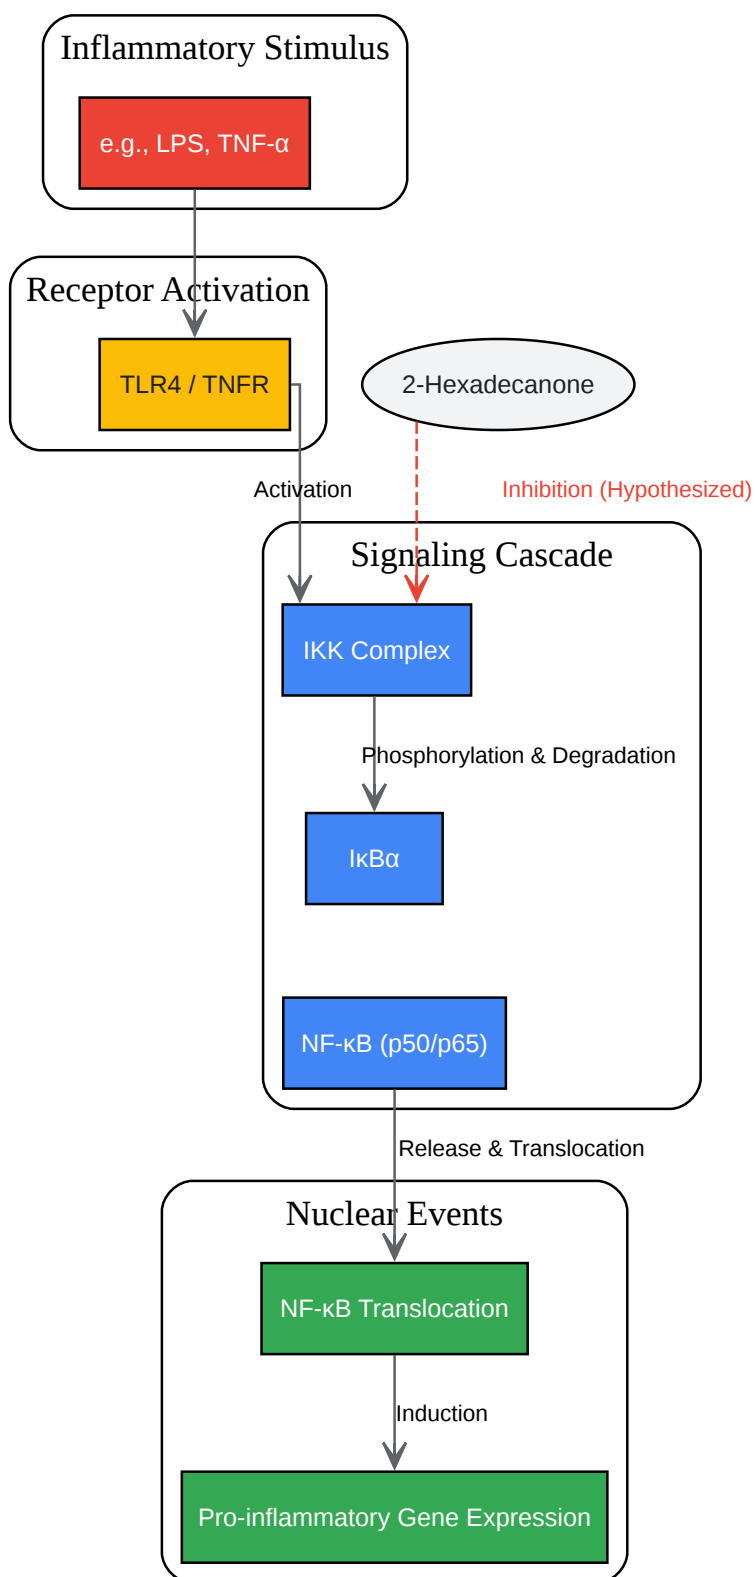 Inflammatory Stimulus
e.g., LPS, TNF-α
Receptor Activation
TLR4 / TNFR
2-Hexadecanone
Activation
Inhibition (Hypothesized)
Signaling Cascade
IKK Complex
Phosphorylation & Degradation
IκBα
NF-κB (p50/p65)
Release & Translocation
Nuclear Events
NF-κB Translocation
Induction
Pro-inflammatory Gene Expression